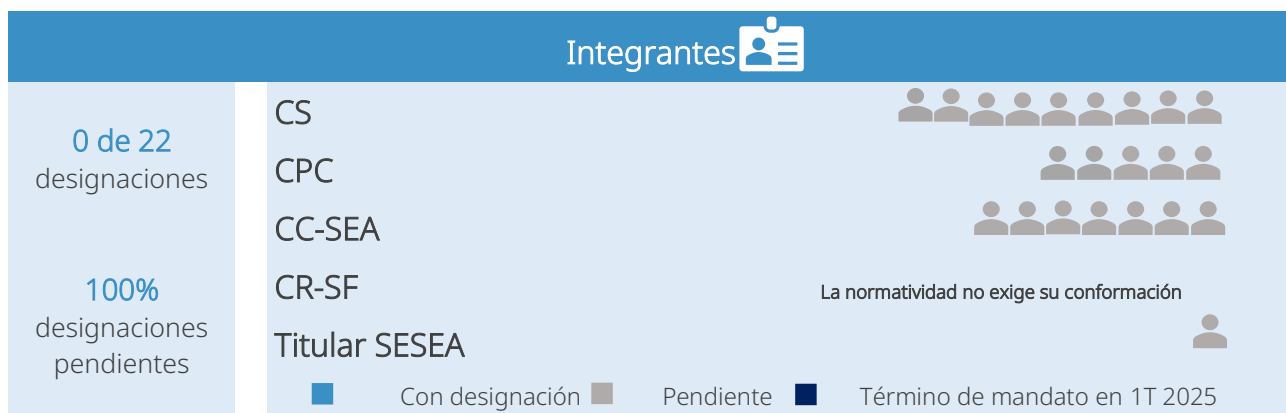 Integrantes
0 de 22
designaciones
100%
designaciones
pendientes
CS
CPC
CC-SEA
CR-SF
La normatividad no exige su conformación
Titular SESEA
Con designación
Pendiente
Término de mandato en 1T 2025